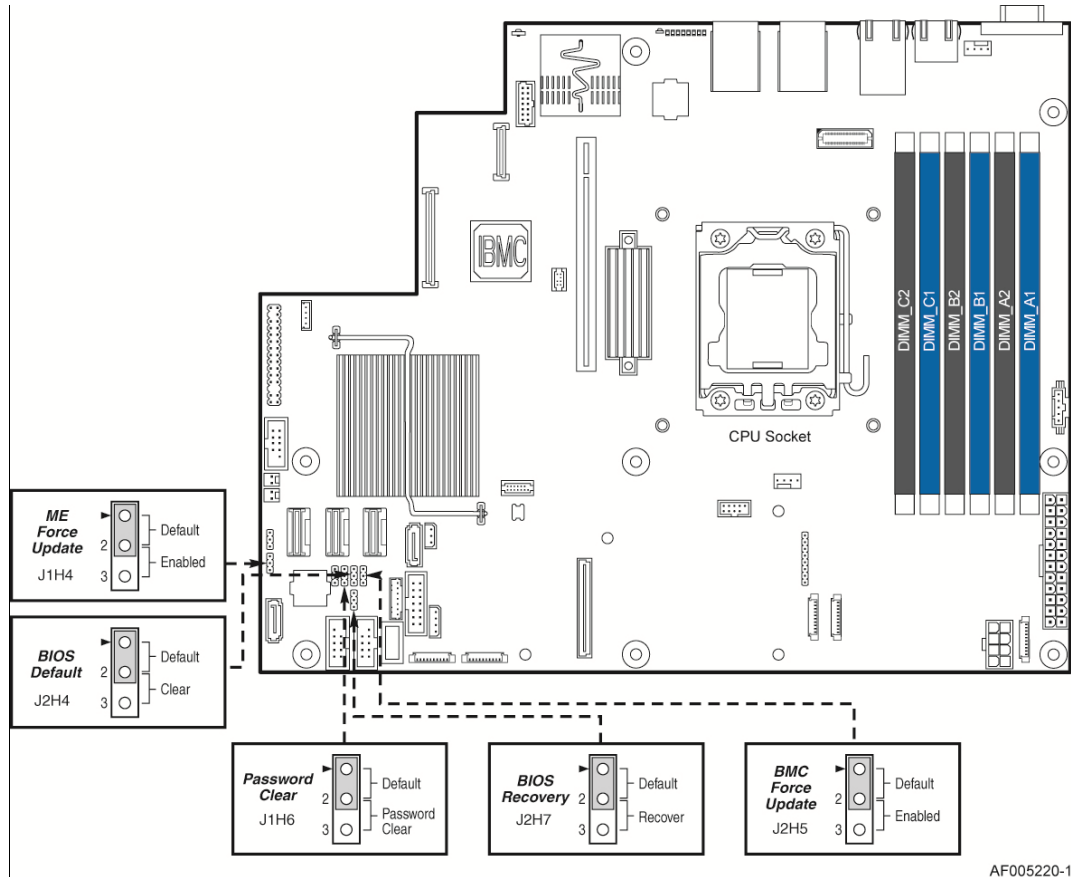 IBMC
DIMM_C2
DIMM_C1
DIMM_B2
DIMM_B1
DIMM_A2
DIMM_A1
CPU Socket
ME
Force
Update
J1H4
2
3
Default
Enabled
BIOS
Default
J2H4
2
3
Default
Clear
Password
Clear
J1H6
2
3
Default
Password
Clear
BIOS
Recovery
J2H7
2
3
Default
Recover
BMC
Force
Update
J2H5
2
3
Default
Enabled
AF005220-1